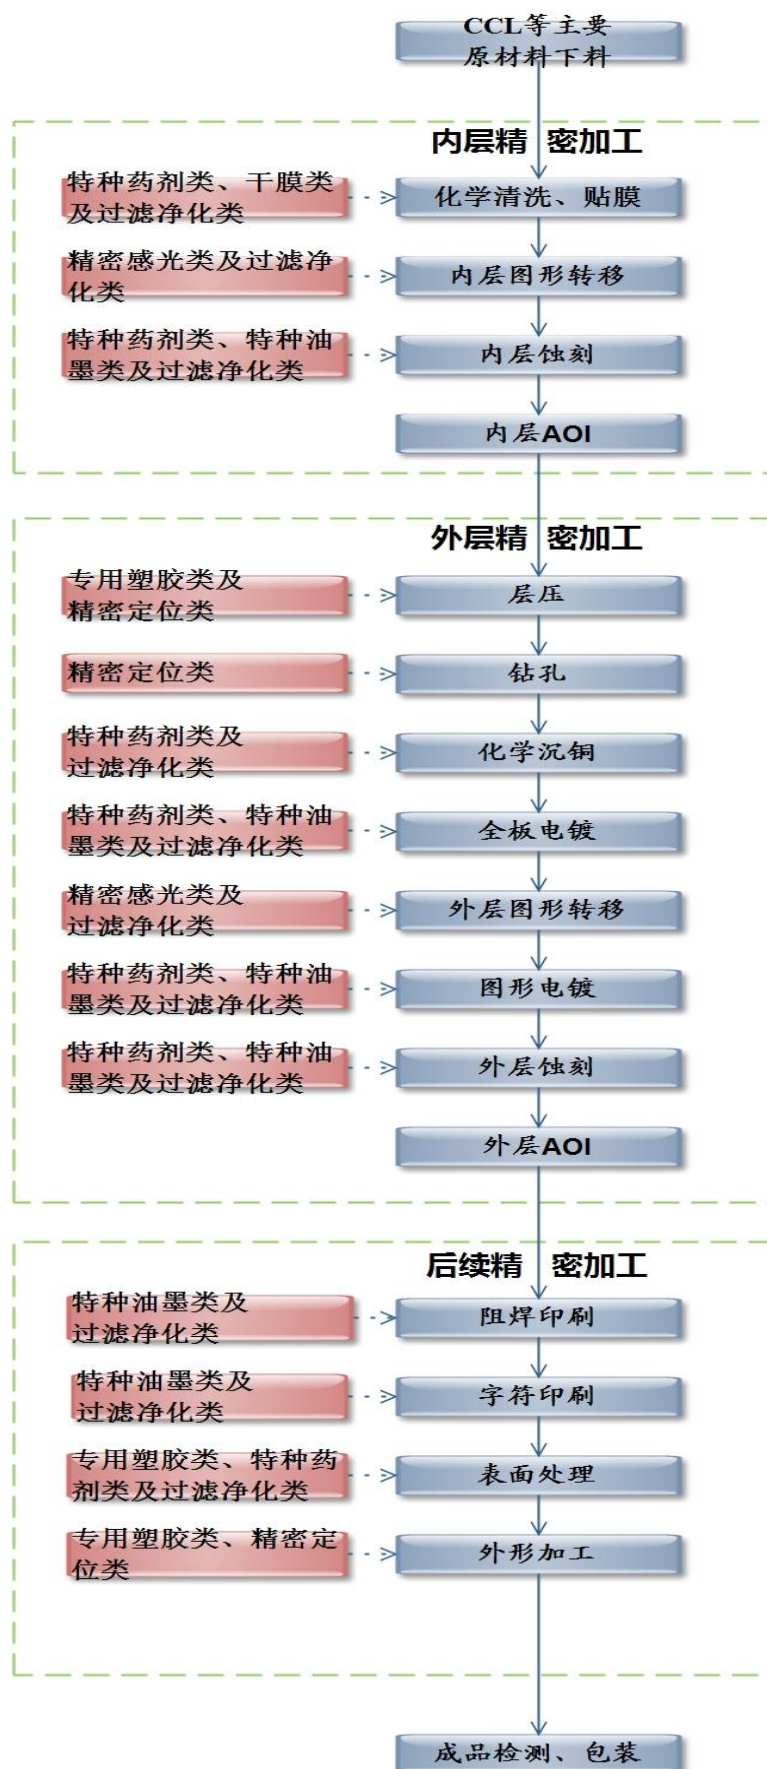 CCL等主要
原材料下料
内层精 密加工
特种药剂类、干膜类
及过滤净化类
化学清洗、贴膜
精密感光类及过滤净
化类
内层图形转移
特种药剂类、特种油
墨类及过滤净化类
内层蚀刻
内层AOI
外层精 密加工
专用塑胶类及
精密定位类
层压
精密定位类
钻孔
特种药剂类及
过滤净化类
化学沉铜
特种药剂类、特种油
墨类及过滤净化类
全板电镀
精密感光类及
过滤净化类
外层图形转移
特种药剂类、特种油
墨类及过滤净化类
图形电镀
特种药剂类、特种油
墨类及过滤净化类
外层蚀刻
外层AOI
后续精 密加工
特种油墨类及
过滤净化类
阻焊印刷
特种油墨类及
过滤净化类
字符印刷
专用塑胶类、特种药
剂类及过滤净化类
表面处理
专用塑胶类、精密定
位类
外形加工
成品检测、包装